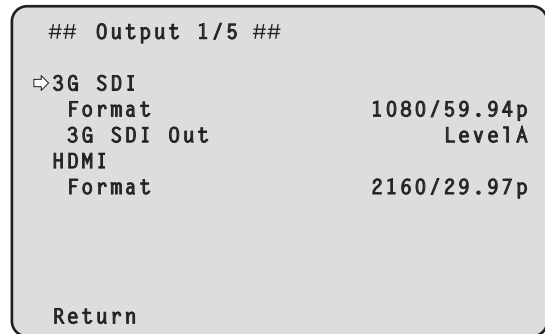 ## Output 1/5 ##
⇨3G SDI
Format 1080/59.94p
3G SDI Out LevelA
HDMI
Format 2160/29.97p
Return